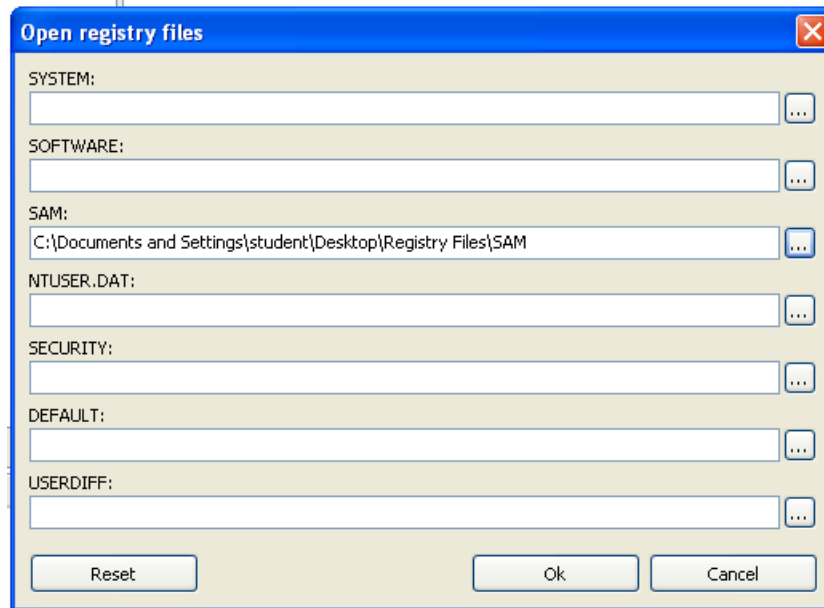 Open registry files
SYSTEM:
...
SOFTWARE:
...
SAM:
C:\Documents and Settings\student\Desktop\Registry Files\SAM
...
NTUSER.DAT:
...
SECURITY:
...
DEFAULT:
...
USERDIFF:
...
Reset Ok Cancel